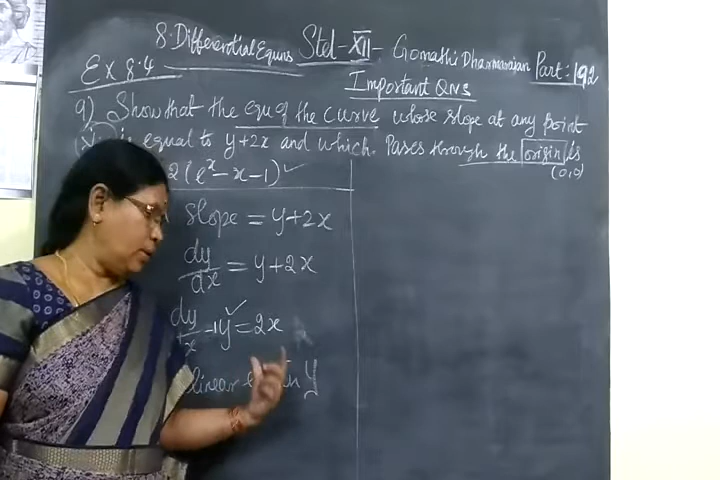 8. Differential Equns Std - XII - Gomathi Dharmarajan Part: 192
Ex 8.4
Important Qns
9) Show that the equ of the curve whose slope at any point
is equal to y+2x and which Passes through the origin is
2(e^x - x - 1) ✓ (0,0)
slope = y+2x
dy/dx = y+2x
dy/dx - 1y = 2x
linear in y